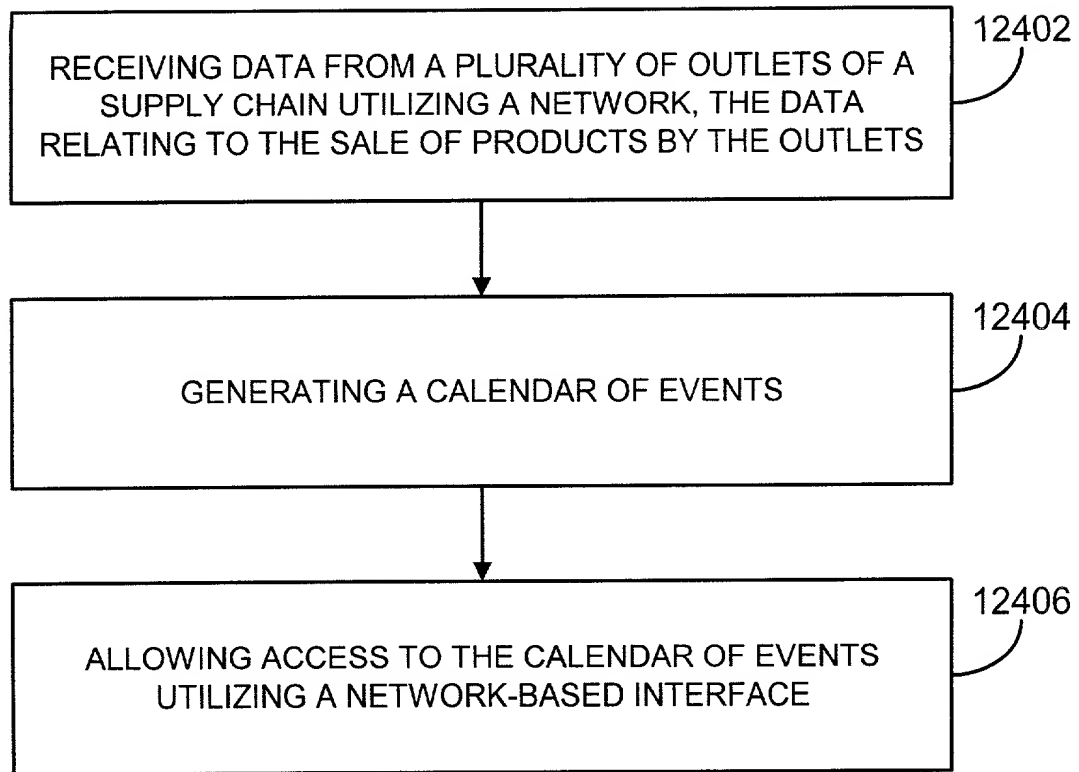 12402
RECEIVING DATA FROM A PLURALITY OF OUTLETS OF A
SUPPLY CHAIN UTILIZING A NETWORK, THE DATA
RELATING TO THE SALE OF PRODUCTS BY THE OUTLETS
12404
GENERATING A CALENDAR OF EVENTS
12406
ALLOWING ACCESS TO THE CALENDAR OF EVENTS
UTILIZING A NETWORK-BASED INTERFACE